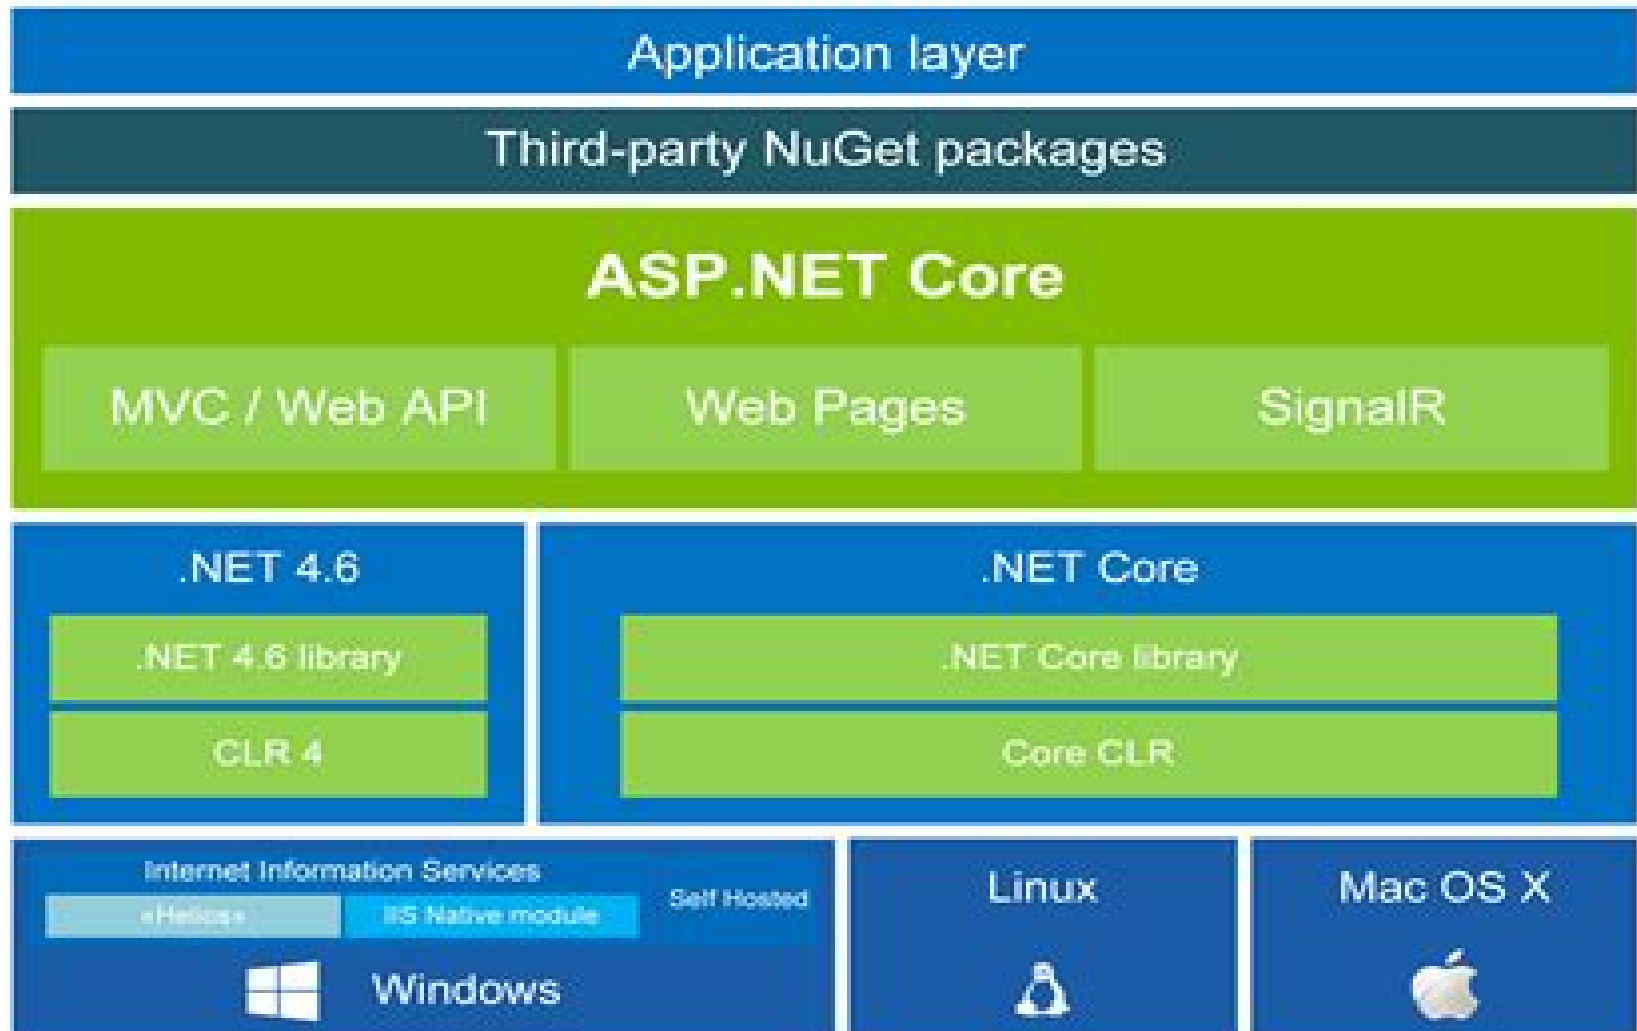 Application layer
Third-party NuGet packages
ASP.NET Core
MVC / Web API
Web Pages
SignalR
.NET 4.6
.NET Core
.NET 4.6 library
.NET Core library
CLR 4
Core CLR
Internet Information Services
«Helios»
IIS Native module
Self Hosted
Windows
Linux
Mac OS X